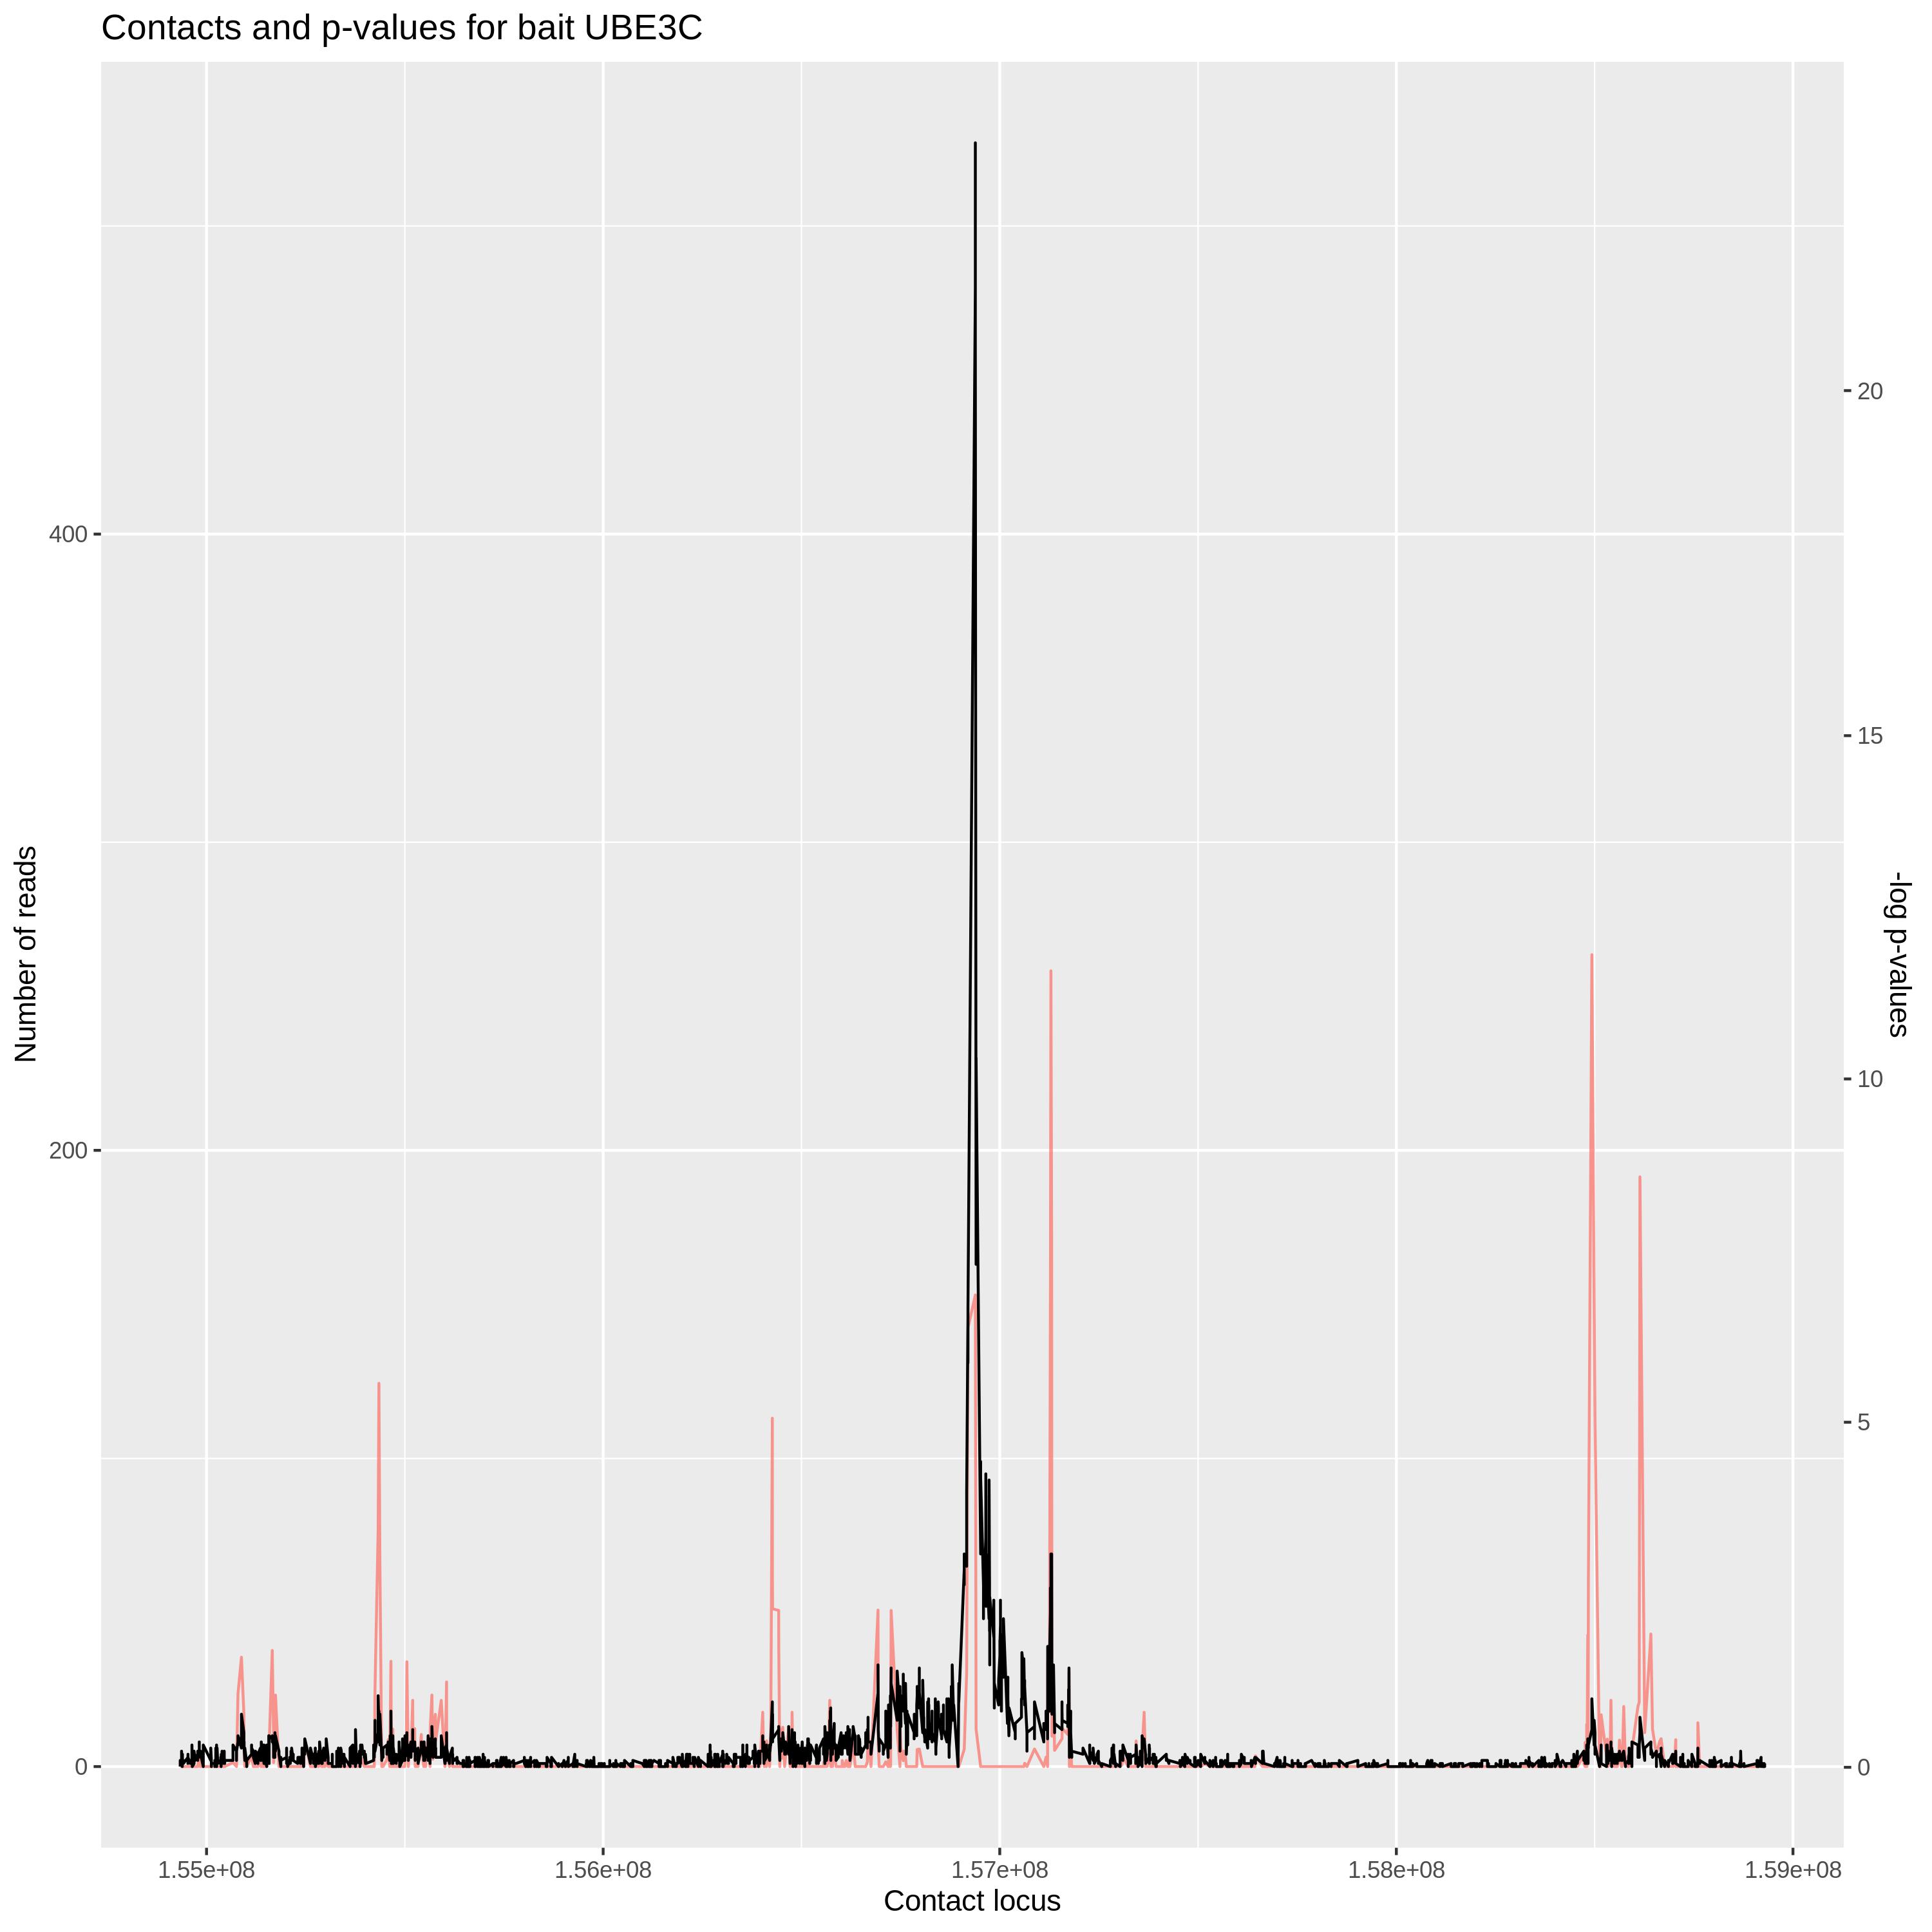 Contacts and p-values for bait UBE3C
Number of reads
400
200
0
20
15
10
5
0
-log p-values
1.55e+08
1.56e+08
1.57e+08
1.58e+08
1.59e+08
Contact locus